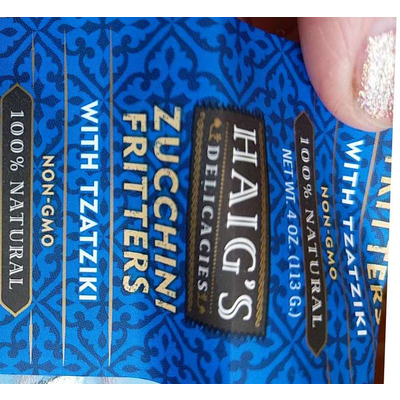 FRITTERS
WITH TZATZIKI
NON-GMO
100% NATURAL
NET WT. 4 OZ. (113 G.)
HAIG'S
DELICACIES
ZUCCHINI
FRITTERS
WITH TZATZIKI
NON-GMO
100% NATURAL